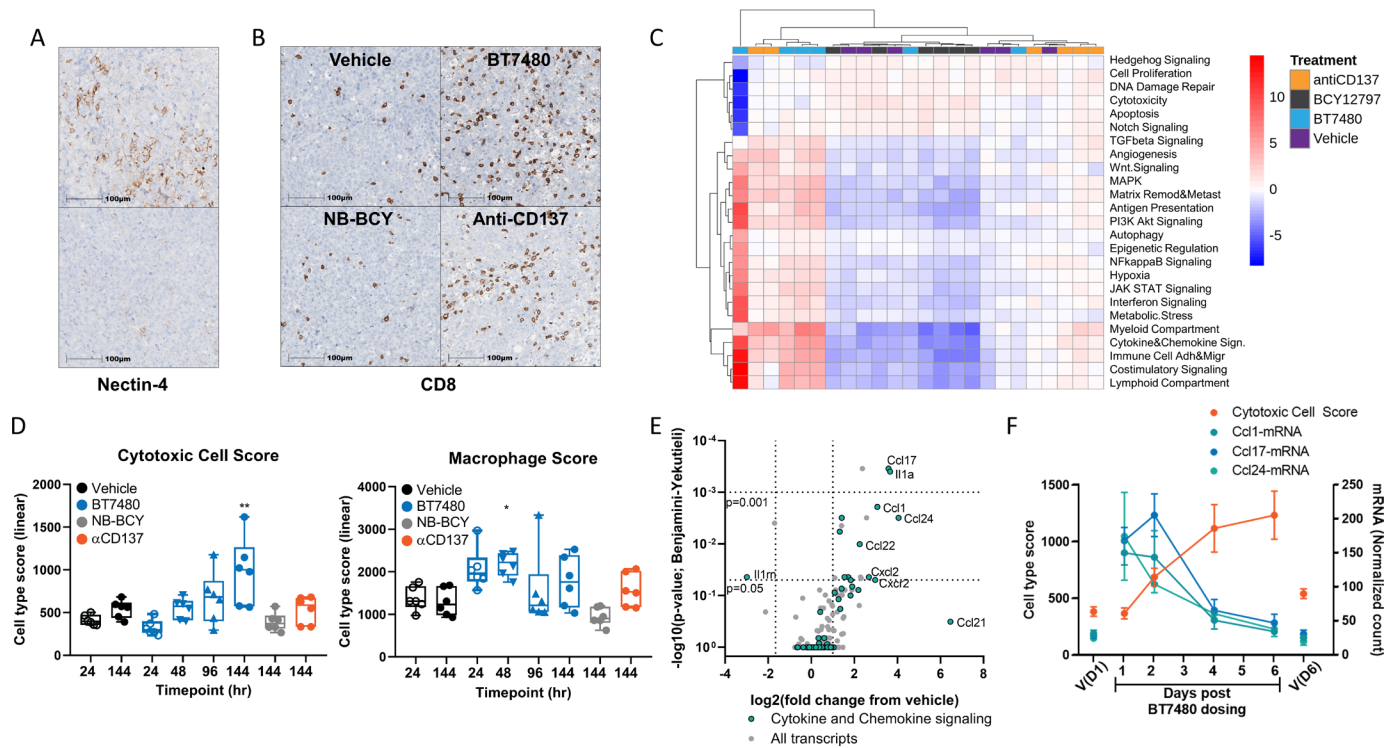 A
100µm
100µm
Nectin-4
B
Vehicle
BT7480
100µm
100µm
NB-BCY
Anti-CD137
100µm
100µm
CD8
C
Hedgehog Signaling
Cell Proliferation
DNA Damage Repair
Cytotoxicity
Apoptosis
Notch Signaling
TGFbeta Signaling
Angiogenesis
Wnt.Signaling
MAPK
Matrix Remod&Metast
Antigen Presentation
PI3K Akt Signaling
Autophagy
Epigenetic Regulation
NFkappaB Signaling
Hypoxia
JAK STAT Signaling
Interferon Signaling
Metabolic.Stress
Myeloid Compartment
Cytokine&Chemokine Sign.
Immune Cell Adh&Migr
Costimulatory Signaling
Lymphoid Compartment
10
5
0
-5
Treatment
antiCD137
BCY12797
BT7480
Vehicle
D
Cytotoxic Cell Score
Cell type score (linear)
2000
1500
1000
500
0
Vehicle
BT7480
NB-BCY
αCD137
**
24 144 24 48 96 144 144 144
Timepoint (hr)
Macrophage Score
Cell type score (linear)
4000
3000
2000
1000
0
Vehicle
BT7480
NB-BCY
αCD137
*
24 144 24 48 96 144 144 144
Timepoint (hr)
E
-log10(p-value; Benjamini-Yekutieli)
10⁻⁴
10⁻³
10⁻²
10⁻¹
10⁰
p=0.001
p=0.05
Ccl17
Il1a
Ccl1
Ccl24
Ccl22
Cxcl2
Cxcr2
Il1rn
Ccl21
-4 -2 0 2 4 6 8
log2(fold change from vehicle)
Cytokine and Chemokine signaling
All transcripts
F
Cytotoxic Cell Score
Ccl1-mRNA
Ccl17-mRNA
Ccl24-mRNA
Cell type score
1500
1000
500
0
250
200
150
100
50
0
mRNA (Normalized count)
V(D1) 1 2 3 4 5 6 V(D6)
Days post
BT7480 dosing